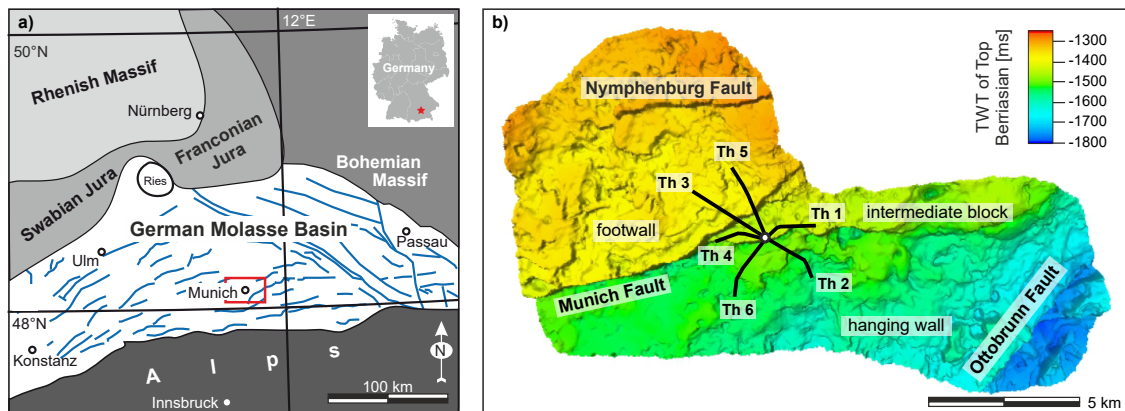 a)
12°E
50°N
Germany
Rhenish Massif
Nürnberg
Franconian
Jura
Bohemian
Massif
Swabian Jura
Ries
German Molasse Basin
Passau
Ulm
Munich
48°N
Konstanz
Alps
N
100 km
Innsbruck
b)
TWT of Top
Berriasian [ms]
-1300
-1400
-1500
-1600
-1700
-1800
Nymphenburg Fault
Th 5
Th 3
Th 1
intermediate block
footwall
Th 4
Munich Fault
Th 2
Th 6
hanging wall
Ottobrunn Fault
5 km